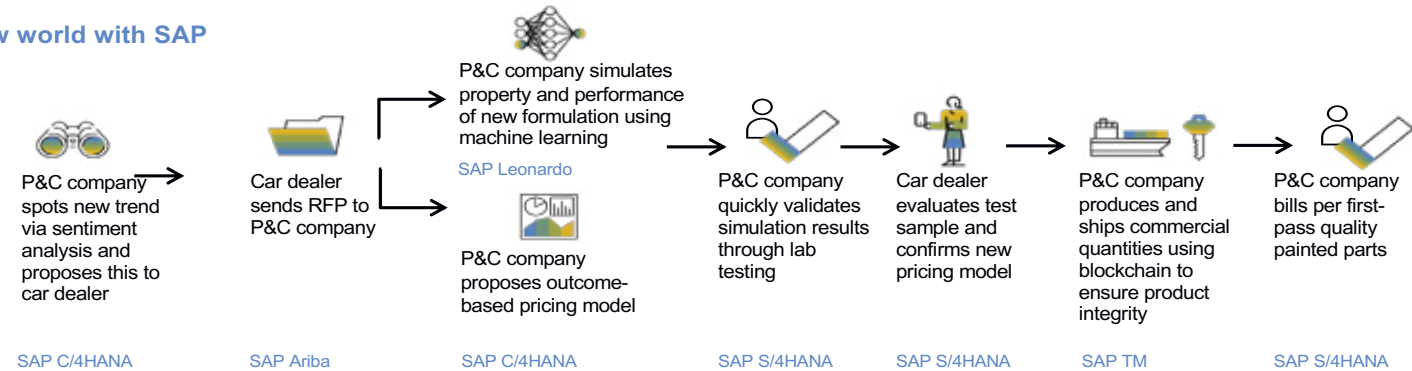 world with SAP
P&C company
spots new trend
via sentiment
analysis and
proposes this to
car dealer
SAP C/4HANA
Car dealer
sends RFP to
P&C company
SAP Ariba
P&C company simulates
property and performance
of new formulation using
machine learning
SAP Leonardo
P&C company
proposes outcome-
based pricing model
SAP C/4HANA
P&C company
quickly validates
simulation results
through lab
testing
SAP S/4HANA
Car dealer
evaluates test
sample and
confirms new
pricing model
SAP S/4HANA
P&C company
produces and
ships commercial
quantities using
blockchain to
ensure product
integrity
SAP TM
P&C company
bills per first-
pass quality
painted parts
SAP S/4HANA